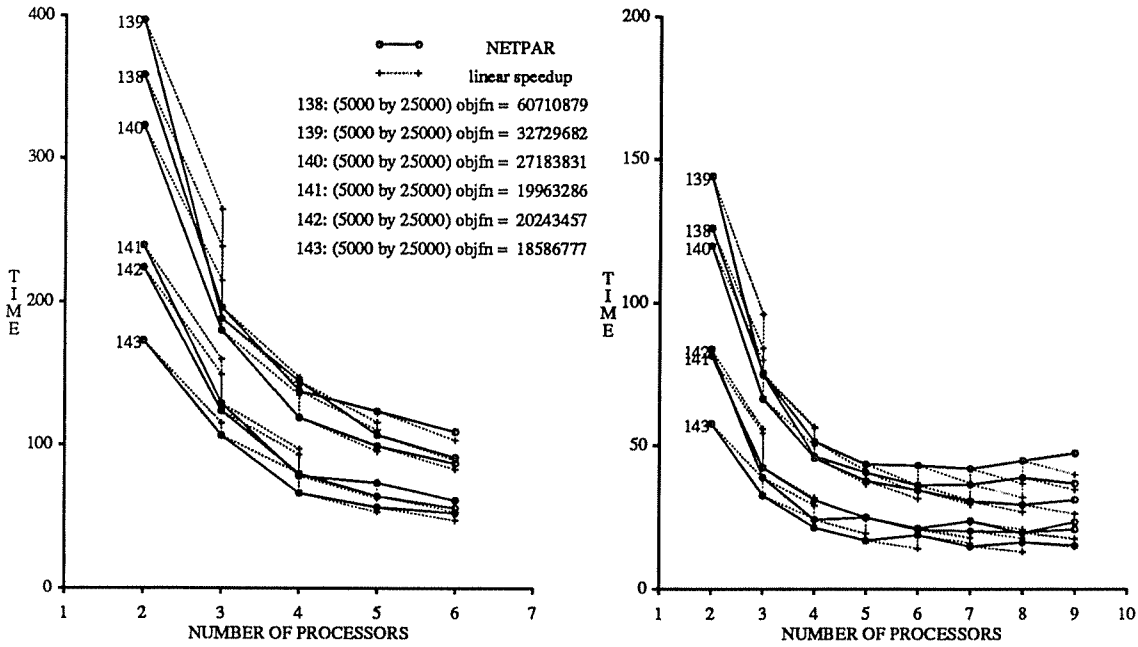 400
300
200
100
0
TIME
139
138
140
141
142
143
NETPAR
linear speedup
138: (5000 by 25000) objfn = 60710879
139: (5000 by 25000) objfn = 32729682
140: (5000 by 25000) objfn = 27183831
141: (5000 by 25000) objfn = 19963286
142: (5000 by 25000) objfn = 20243457
143: (5000 by 25000) objfn = 18586777
1 2 3 4 5 6 7
NUMBER OF PROCESSORS
200
150
100
50
0
TIME
139
138
140
142
141
143
1 2 3 4 5 6 7 8 9 10
NUMBER OF PROCESSORS